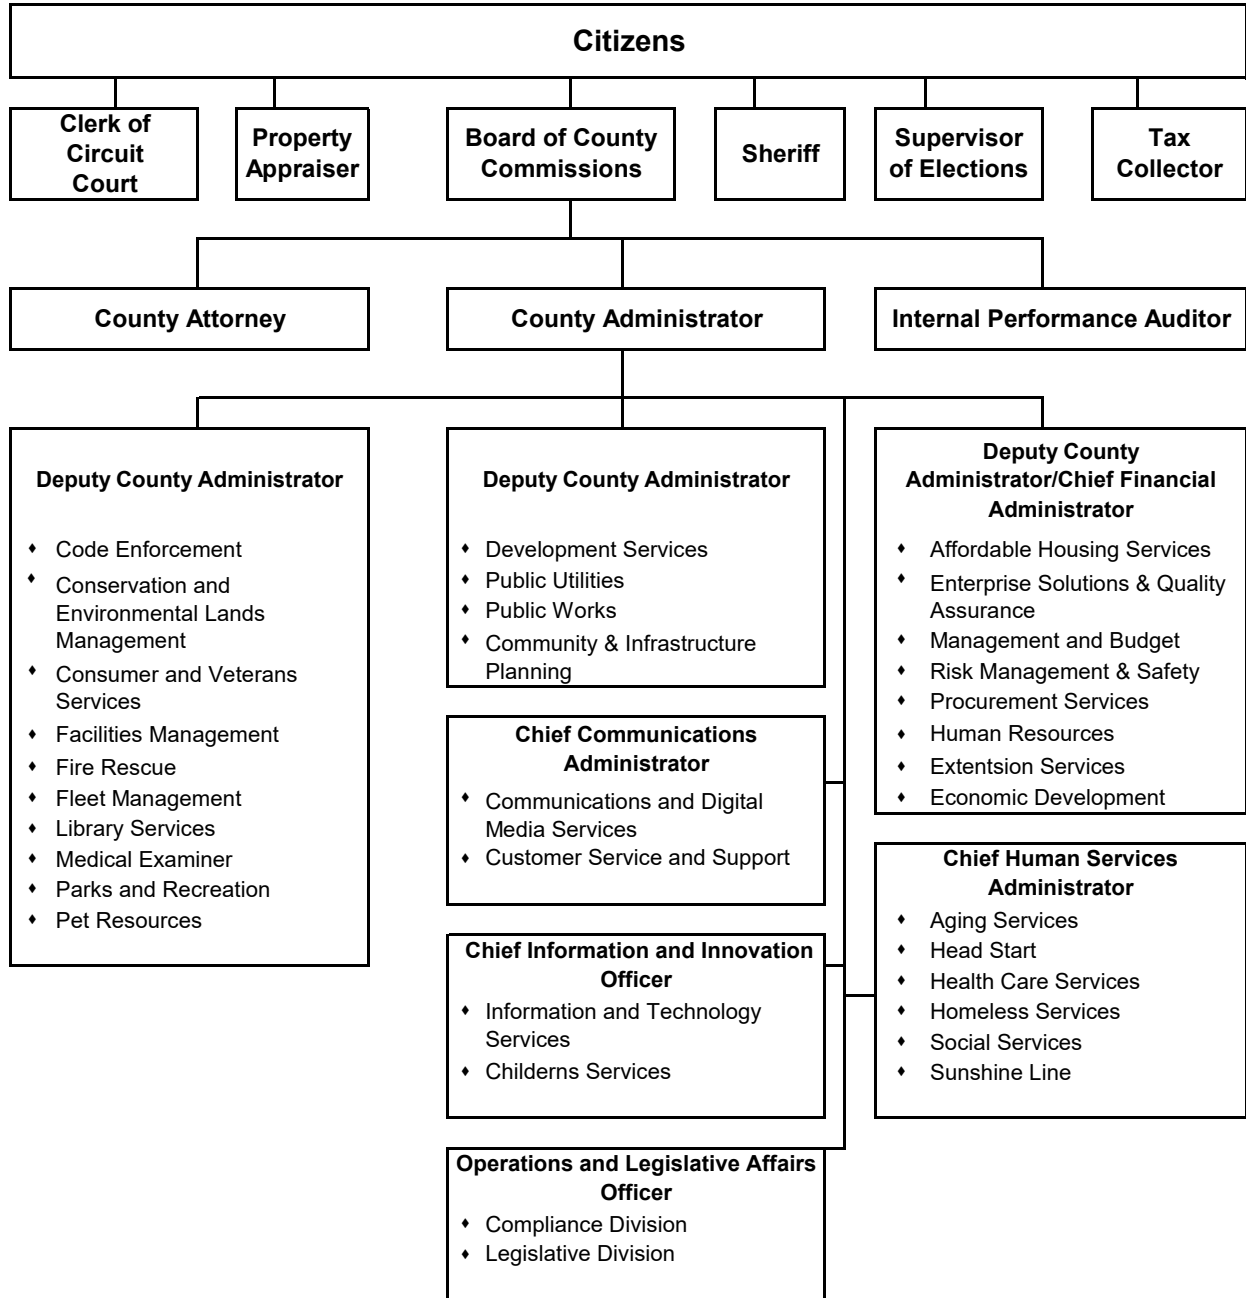 Citizens
Clerk of
Circuit
Court
Property
Appraiser
Board of County
Commissions
Sheriff
Supervisor
of Elections
Tax
Collector
County Attorney
County Administrator
Internal Performance Auditor
Deputy County Administrator
♦ Code Enforcement
♦ Conservation and
Environmental Lands
Management
♦ Consumer and Veterans
Services
♦ Facilities Management
♦ Fire Rescue
♦ Fleet Management
♦ Library Services
♦ Medical Examiner
♦ Parks and Recreation
♦ Pet Resources
Deputy County Administrator
♦ Development Services
♦ Public Utilities
♦ Public Works
♦ Community & Infrastructure
Planning
Chief Communications
Administrator
♦ Communications and Digital
Media Services
♦ Customer Service and Support
Chief Information and Innovation
Officer
♦ Information and Technology
Services
♦ Childerns Services
Operations and Legislative Affairs
Officer
♦ Compliance Division
♦ Legislative Division
Deputy County
Administrator/Chief Financial
Administrator
♦ Affordable Housing Services
♦ Enterprise Solutions & Quality
Assurance
♦ Management and Budget
♦ Risk Management & Safety
♦ Procurement Services
♦ Human Resources
♦ Extentsion Services
♦ Economic Development
Chief Human Services
Administrator
♦ Aging Services
♦ Head Start
♦ Health Care Services
♦ Homeless Services
♦ Social Services
♦ Sunshine Line